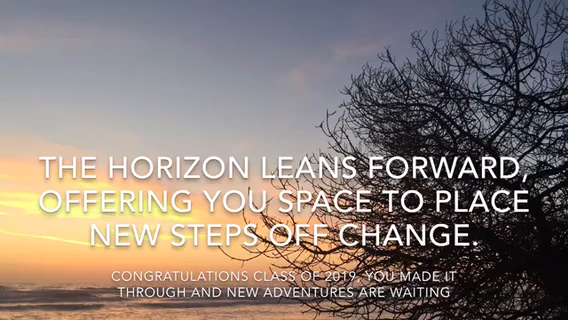 THE HORIZON LEANS FORWARD,
OFFERING YOU SPACE TO PLACE
NEW STEPS OFF CHANGE.
CONGRATULATIONS CLASS OF 2019. YOU MADE IT
THROUGH AND NEW ADVENTURES ARE WAITING